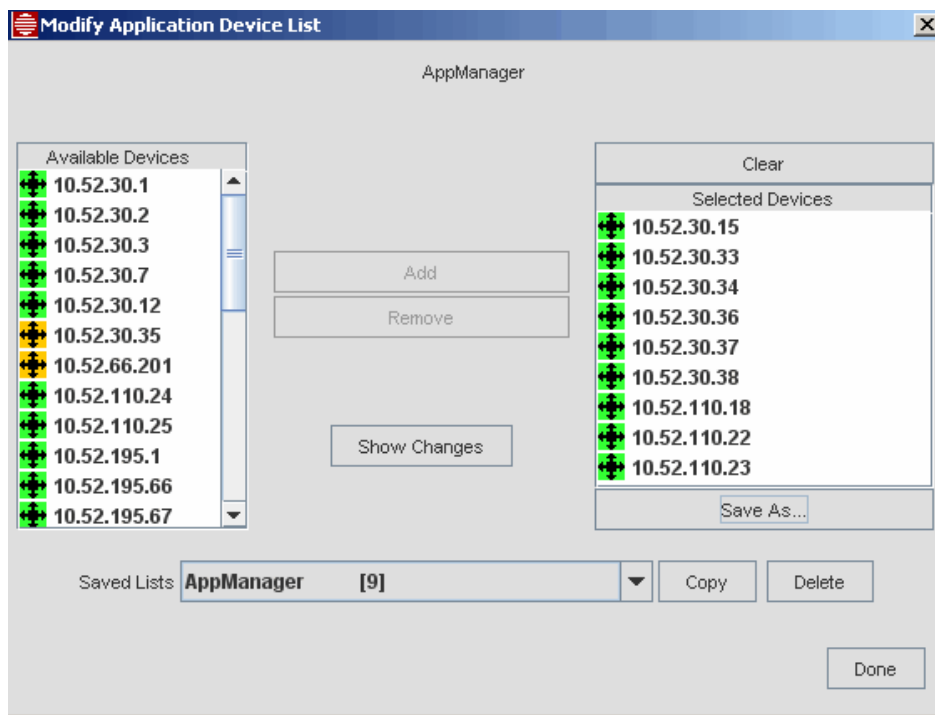 Modify Application Device List
AppManager
Available Devices
10.52.30.1
10.52.30.2
10.52.30.3
10.52.30.7
10.52.30.12
10.52.30.35
10.52.66.201
10.52.110.24
10.52.110.25
10.52.195.1
10.52.195.66
10.52.195.67
Add
Remove
Show Changes
Clear
Selected Devices
10.52.30.15
10.52.30.33
10.52.30.34
10.52.30.36
10.52.30.37
10.52.30.38
10.52.110.18
10.52.110.22
10.52.110.23
Save As...
Saved Lists AppManager [9] Copy Delete
Done